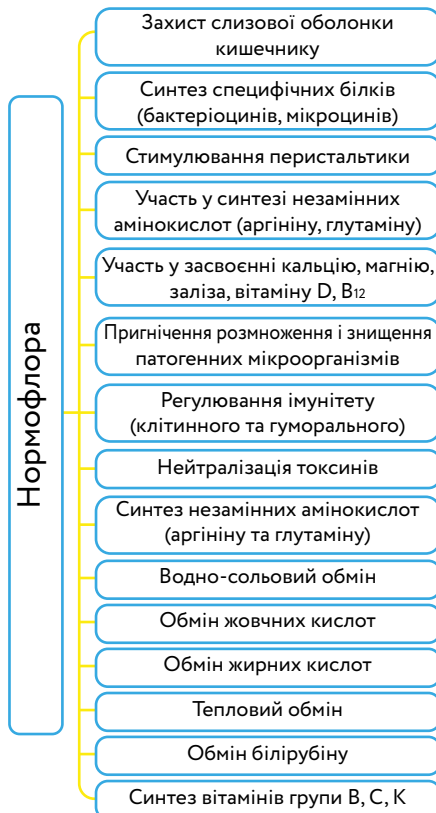 Нормофлора
Захист слизової оболонки
кишечнику
Синтез специфічних білків
(бактеріоцинів, мікроцинів)
Стимулювання перистальтики
Участь у синтезі незамінних
амінокислот (аргініну, глутаміну)
Участь у засвоєнні кальцію, магнію,
заліза, вітаміну D, B12
Пригнічення розмноження і знищення
патогенних мікроорганізмів
Регулювання імунітету
(клітинного та гуморального)
Нейтралізація токсинів
Синтез незамінних амінокислот
(аргініну та глутаміну)
Водно-сольовий обмін
Обмін жовчних кислот
Обмін жирних кислот
Тепловий обмін
Обмін білірубіну
Синтез вітамінів групи В, С, К